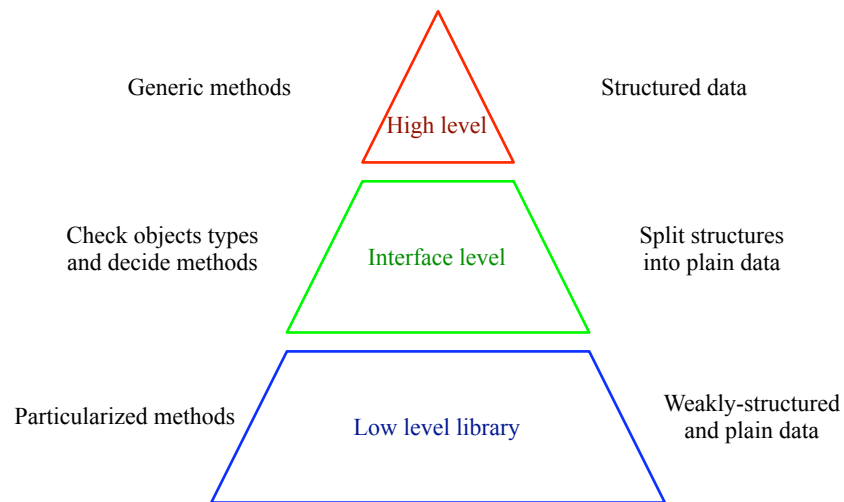 Generic methods
Structured data
High level
Check objects types
and decide methods
Interface level
Split structures
into plain data
Particularized methods
Low level library
Weakly-structured
and plain data